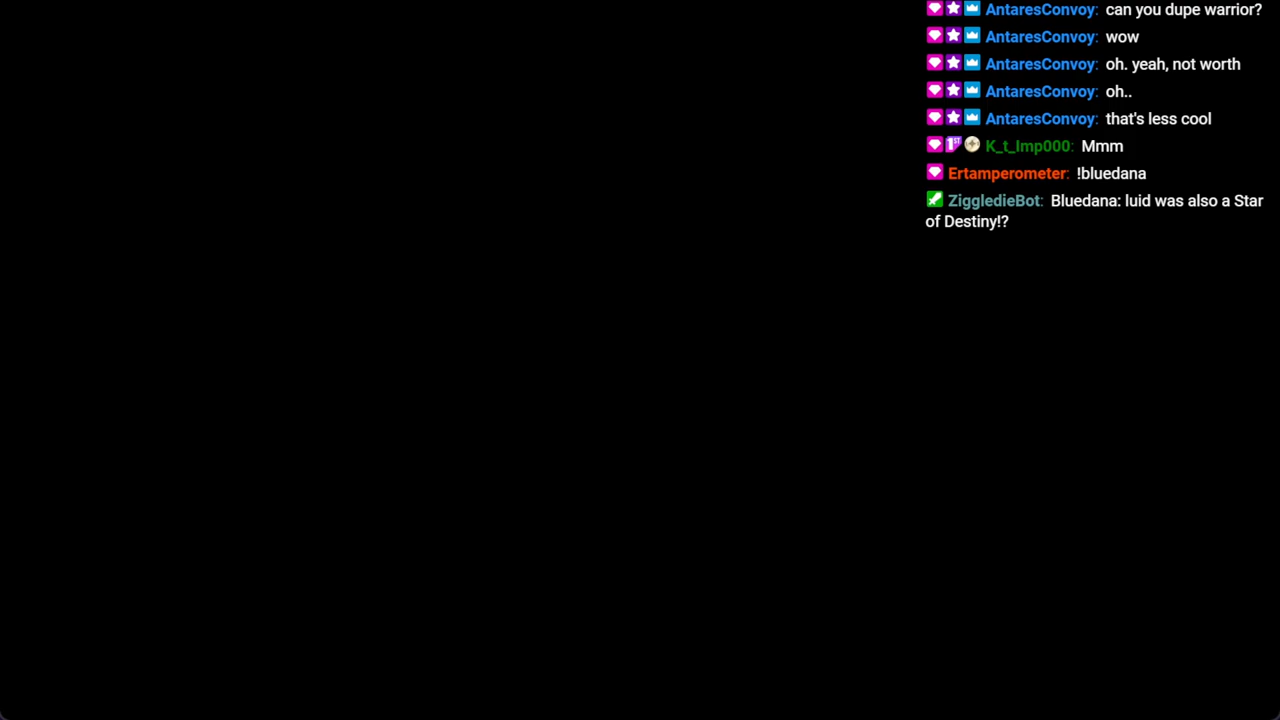 AntaresConvoy: can you dupe warrior?
AntaresConvoy: wow
AntaresConvoy: oh. yeah, not worth
AntaresConvoy: oh..
AntaresConvoy: that's less cool
K_t_Imp000: Mmm
Ertamperometer: !bluedana
ZiggledieBot: Bluedana: luid was also a Star
of Destiny!?